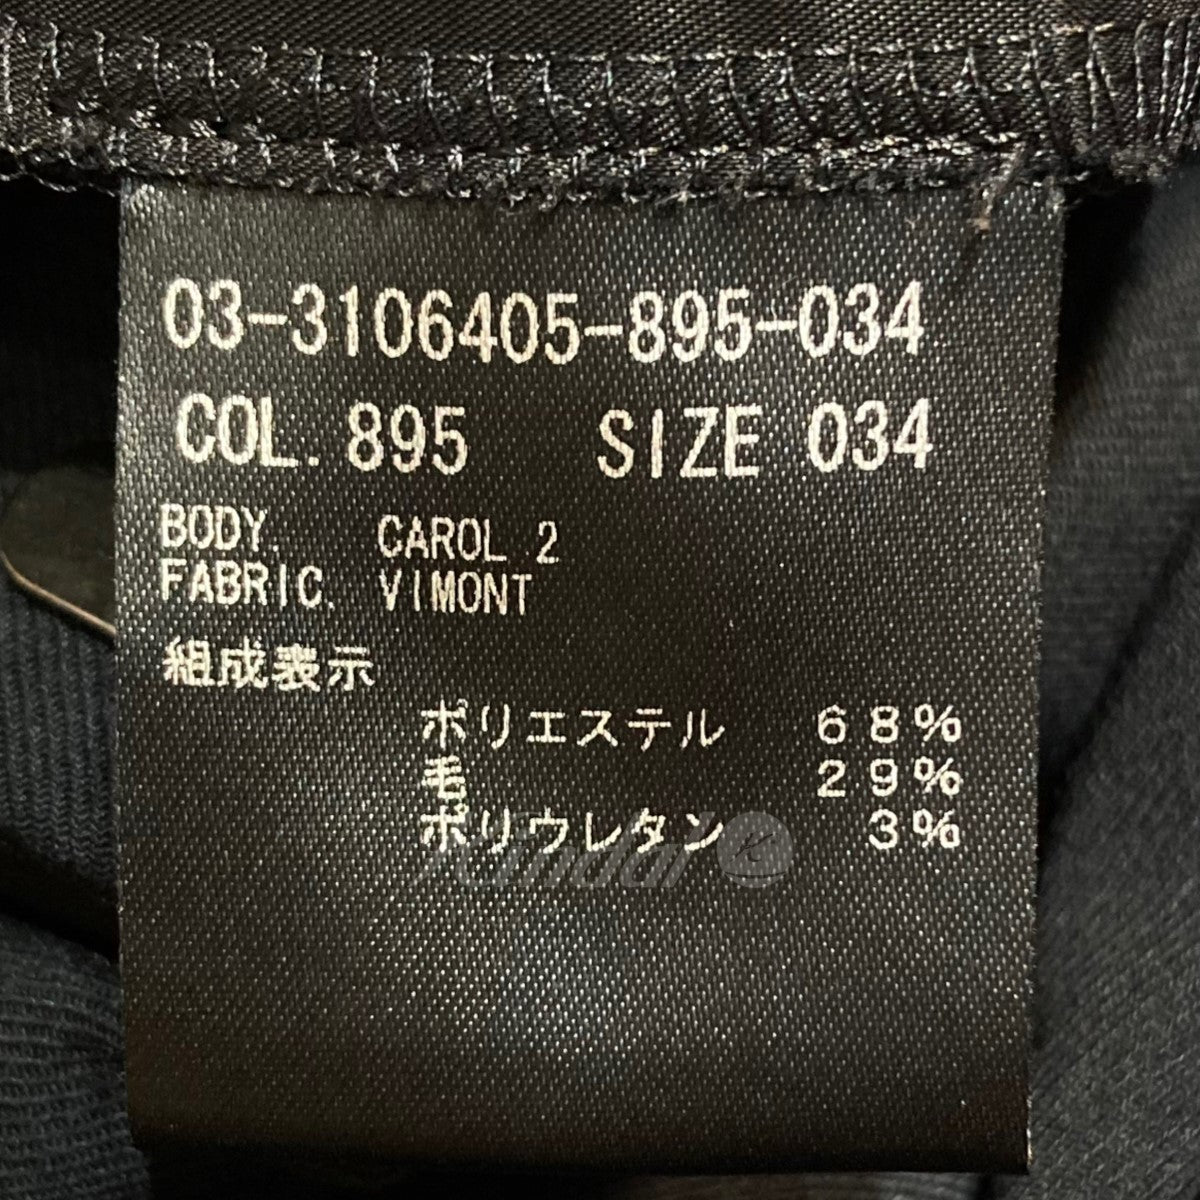 03-3106405-895-034
COL. 895 SIZE 034
BODY. CAROL 2
FABRIC. VIMONT
組成表示
ポリエステル 68%
毛 29%
ポリウレタン 3%
Kindal